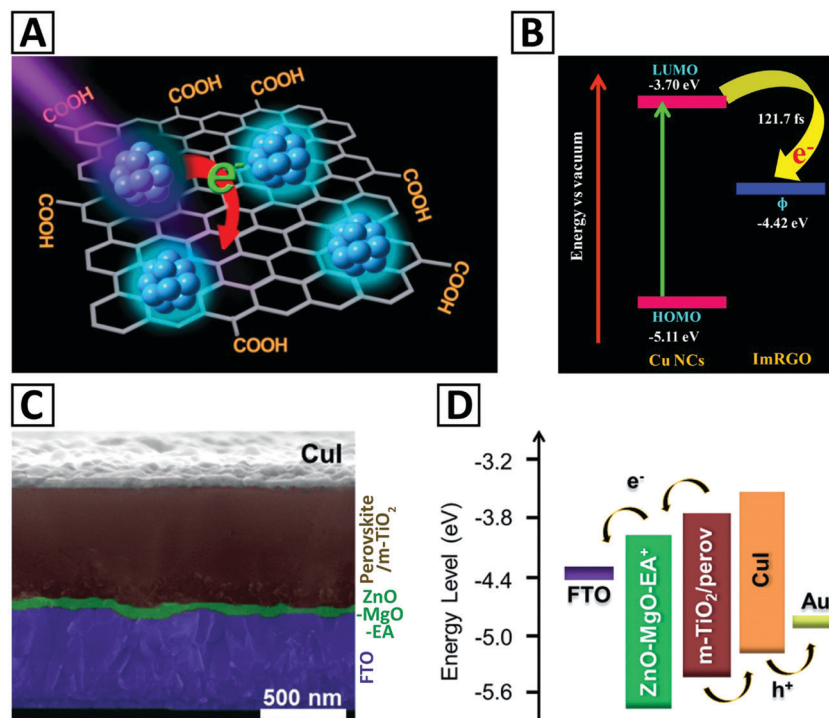 A
COOH
COOH
COOH
COOH
COOH
COOH
COOH
COOH
e-
B
Energy vs vacuum
LUMO
-3.70 eV
121.7 fs
e-
ϕ
-4.42 eV
HOMO
-5.11 eV
Cu NCs
ImRGO
C
CuI
Perovskite
/m-TiO2
ZnO
-MgO
-EA
FTO
500 nm
D
Energy Level (eV)
-3.2
-3.8
-4.4
-5.0
-5.6
e-
FTO
ZnO-MgO-EA+
m-TiO2/perov
CuI
Au
h+